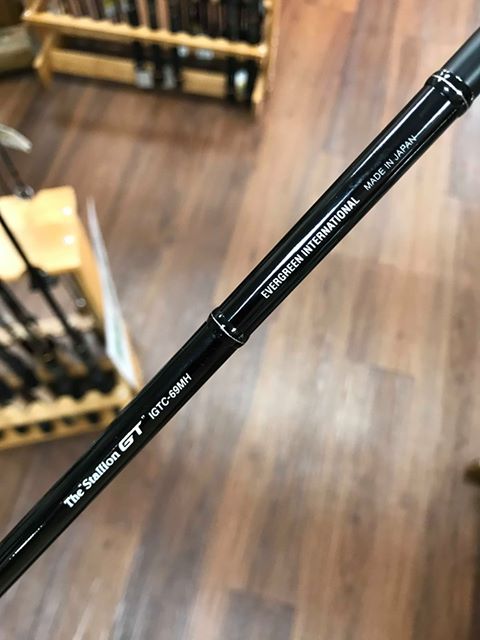 The "Stallion GT" IGTC-69MH
EVERGREEN INTERNATIONAL MADE IN JAPAN